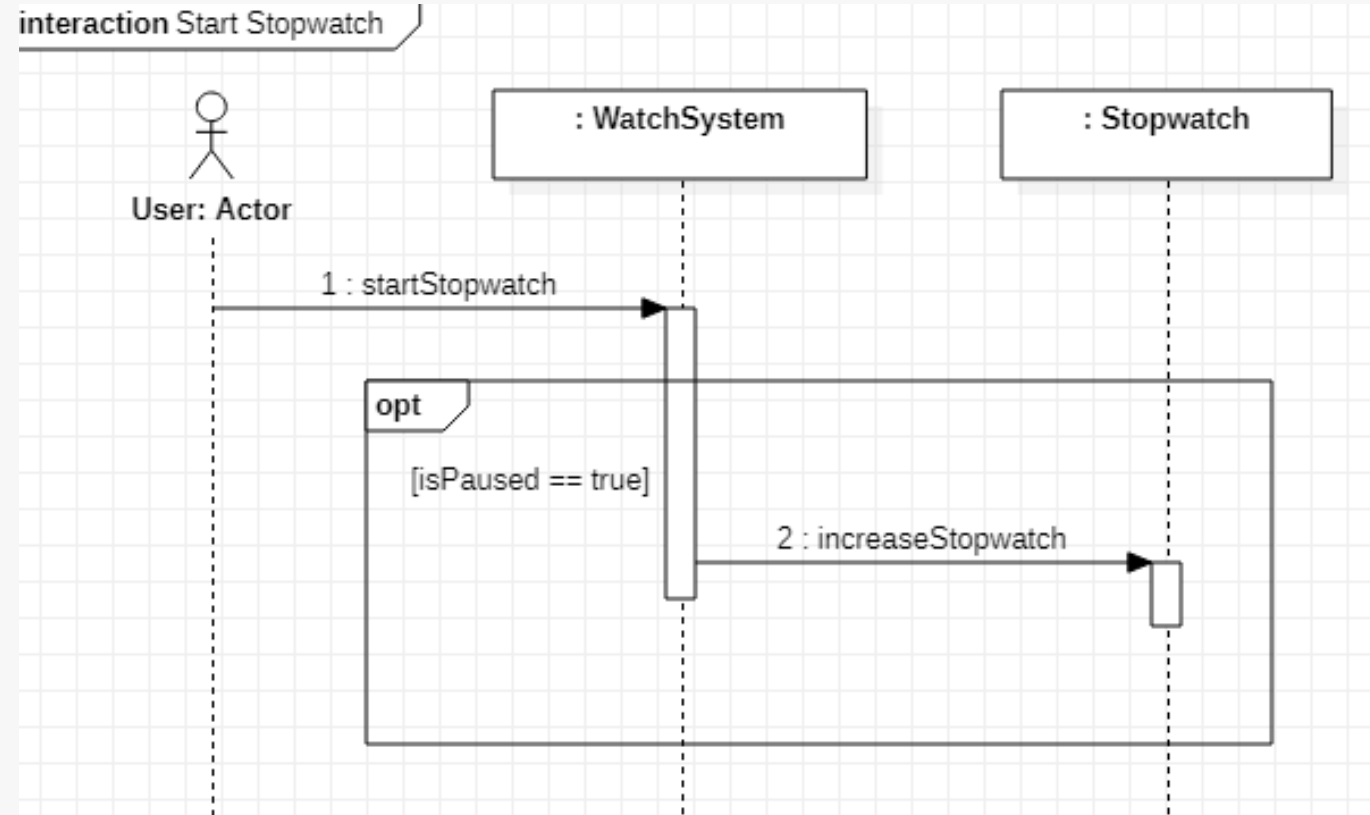 interaction Start Stopwatch
: WatchSystem
: Stopwatch
User: Actor
1 : startStopwatch
opt
[isPaused == true]
2 : increaseStopwatch